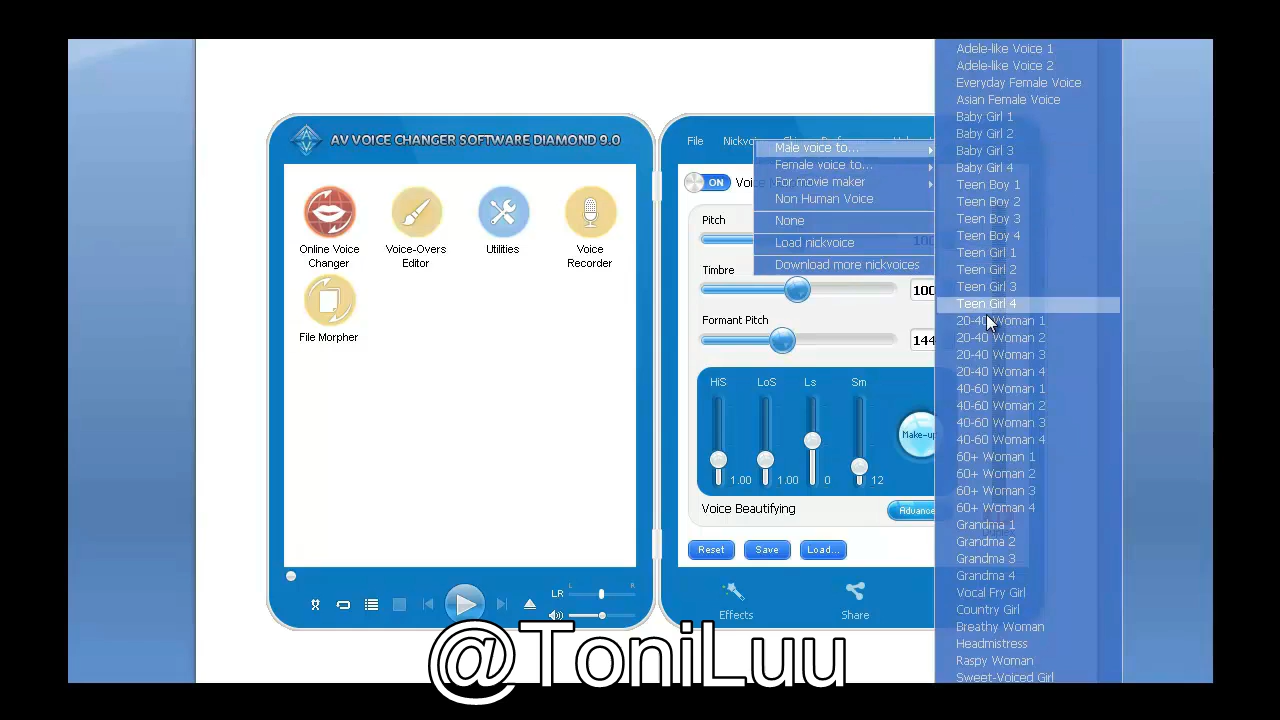 AV VOICE CHANGER SOFTWARE DIAMOND 9.0
Online Voice
Changer
Voice-Overs
Editor
Utilities
Voice
Recorder
File Morpher
L
R
LR
File
Male voice to...
Female voice to...
For movie maker
Non Human Voice
None
Load nickvoice
Download more nickvoices
ON
Pitch
Timbre
100
Formant Pitch
144
HiS
LoS
Ls
Sm
1.00
1.00
0
12
Make-up
Voice Beautifying
Advance
Reset
Save
Load...
Effects
Share
Adele-like Voice 1
Adele-like Voice 2
Everyday Female Voice
Asian Female Voice
Baby Girl 1
Baby Girl 2
Baby Girl 3
Baby Girl 4
Teen Boy 1
Teen Boy 2
Teen Boy 3
Teen Boy 4
Teen Girl 1
Teen Girl 2
Teen Girl 3
Teen Girl 4
20-40 Woman 1
20-40 Woman 2
20-40 Woman 3
20-40 Woman 4
40-60 Woman 1
40-60 Woman 2
40-60 Woman 3
40-60 Woman 4
60+ Woman 1
60+ Woman 2
60+ Woman 3
60+ Woman 4
Grandma 1
Grandma 2
Grandma 3
Grandma 4
Vocal Fry Girl
Country Girl
Breathy Woman
Headmistress
Raspy Woman
Sweet-Voiced Girl
@ToniLuu